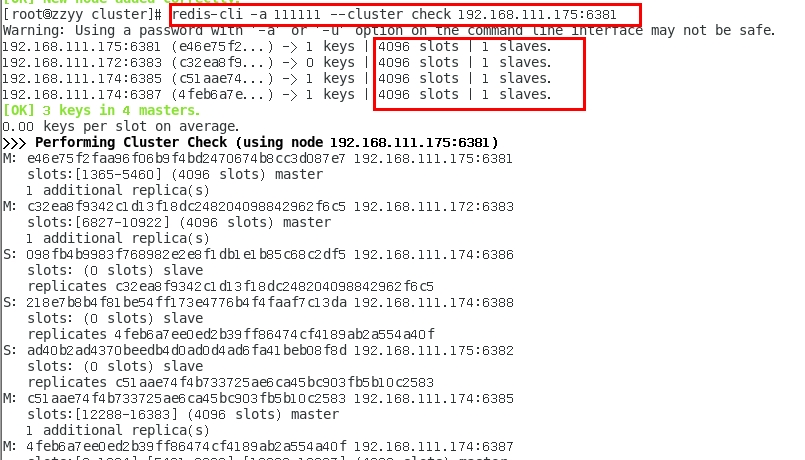 [root@zzyy cluster]# redis-cli -a 111111 --cluster check 192.168.111.175:6381
Warning: Using a password with '-a' or '-u' option on the command line interface may not be safe.
192.168.111.175:6381 (e46e75f2...) -> 1 keys | 4096 slots | 1 slaves.
192.168.111.172:6383 (c32ea8f9...) -> 0 keys | 4096 slots | 1 slaves.
192.168.111.174:6385 (c51aae74...) -> 1 keys | 4096 slots | 1 slaves.
192.168.111.174:6387 (4feb6a7e...) -> 1 keys | 4096 slots | 1 slaves.
[OK] 3 keys in 4 masters.
0.00 keys per slot on average.
>>> Performing Cluster Check (using node 192.168.111.175:6381)
M: e46e75f2faa96f06b9f4bd2470674b8cc3d087e7 192.168.111.175:6381
slots:[1365-5460] (4096 slots) master
1 additional replica(s)
M: c32ea8f9342c1d13f18dc248204098842962f6c5 192.168.111.172:6383
slots:[6827-10922] (4096 slots) master
1 additional replica(s)
S: 098fb4b9983f768982e2e8f1db1e1b85c68c2df5 192.168.111.174:6386
slots: (0 slots) slave
replicates c32ea8f9342c1d13f18dc248204098842962f6c5
S: 218e7b8b4f81be54ff173e4776b4f4faaf7c13da 192.168.111.174:6388
slots: (0 slots) slave
replicates 4feb6a7ee0ed2b39ff86474cf4189ab2a554a40f
S: ad40b2ad4370beedb4d0ad0d4ad6fa41beb08f8d 192.168.111.175:6382
slots: (0 slots) slave
replicates c51aae74f4b733725ae6ca45bc903fb5b10c2583
M: c51aae74f4b733725ae6ca45bc903fb5b10c2583 192.168.111.174:6385
slots:[12288-16383] (4096 slots) master
1 additional replica(s)
M: 4feb6a7ee0ed2b39ff86474cf4189ab2a554a40f 192.168.111.174:6387